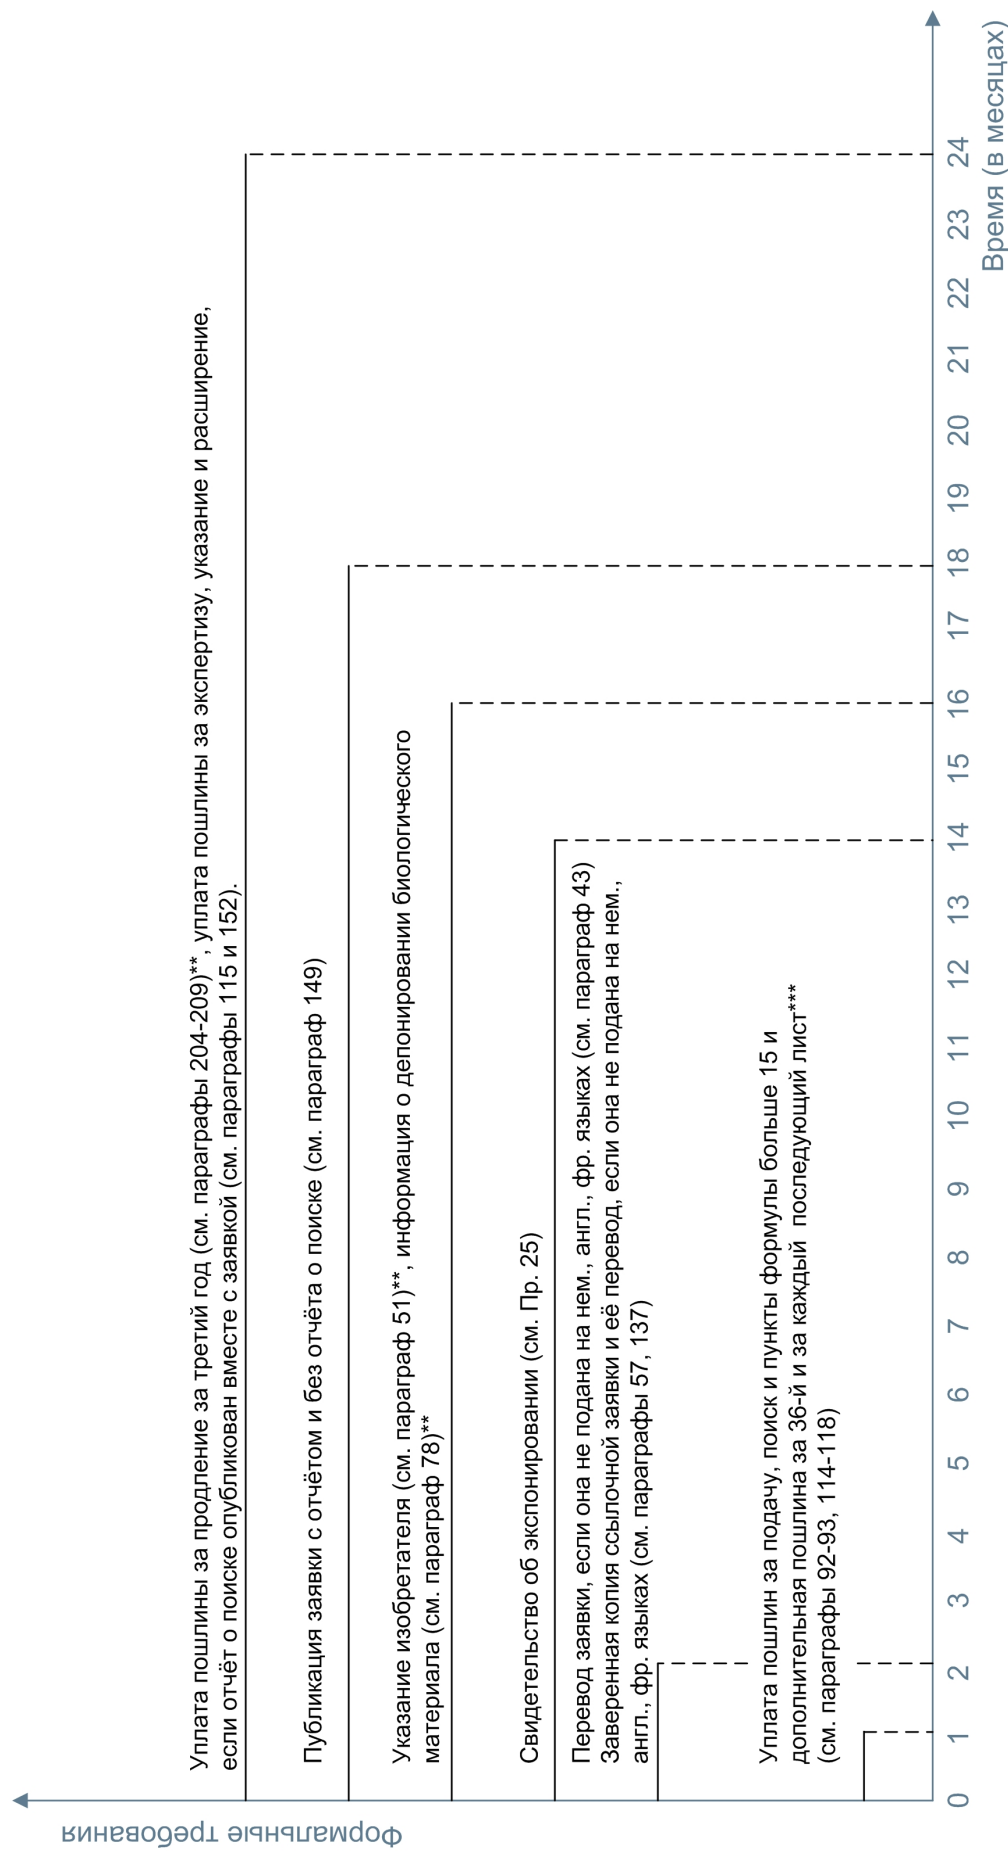 Формальные требования
Уплата пошлины за продление за третий год (см. параграфы 204-209)**, уплата пошлины за экспертизу, указание и расширение,
если отчёт о поиске опубликован вместе с заявкой (см. параграфы 115 и 152).
Публикация заявки с отчётом и без отчёта о поиске (см. параграф 149)
Указание изобретателя (см. параграф 51)**, информация о депонировании биологического
материала (см. параграф 78)**
Свидетельство об экспонировании (см. Пр. 25)
Перевод заявки, если она не подана на нем., англ., фр. языках (см. параграф 43)
Заверенная копия ссылочной заявки и её перевод, если она не подана на нем.,
англ., фр. языках (см. параграфы 57, 137)
Уплата пошлин за подачу, поиск и пункты формулы больше 15 и
дополнительная пошлина за 36-й и за каждый последующий лист***
(см. параграфы 92-93, 114-118)
0 1 2 3 4 5 6 7 8 9 10 11 12 13 14 15 16 17 18 19 20 21 22 23 24
Время (в месяцах)